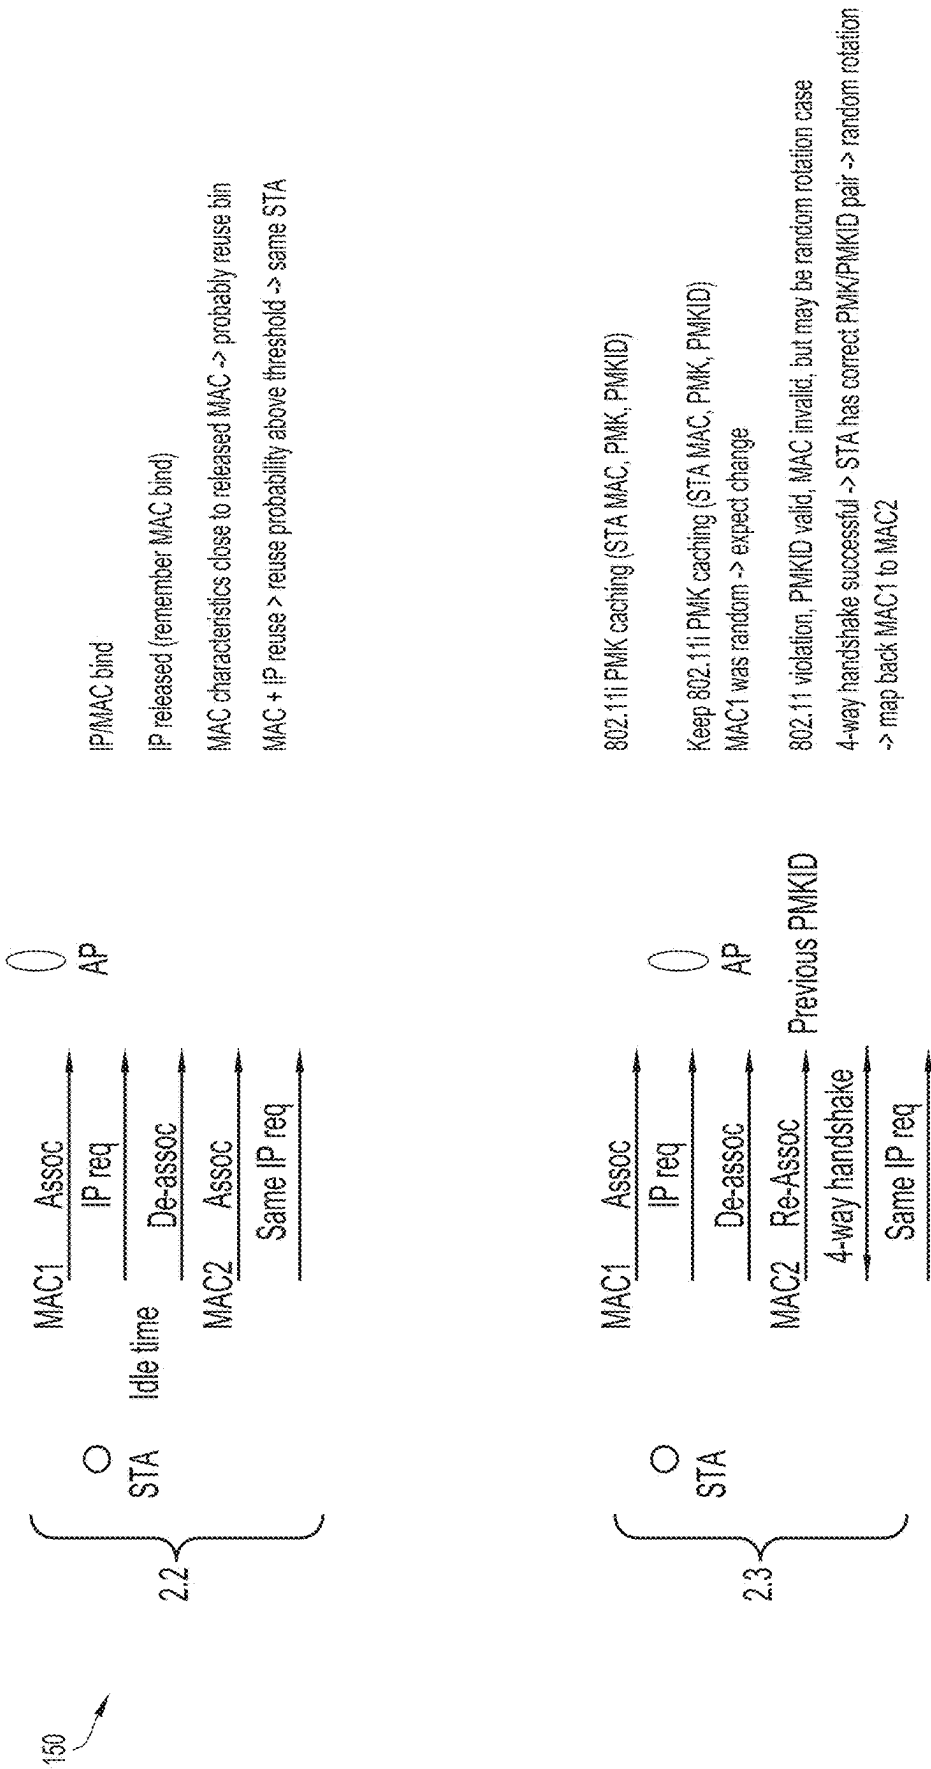 150
2.2
STA
AP
MAC1 Assoc
IP req
Idle time
De-assoc
MAC2 Assoc
Same IP req
IP/MAC bind
IP released (remember MAC bind)
MAC characteristics close to released MAC -> probably reuse bin
MAC + IP reuse > reuse probability above threshold -> same STA
2.3
STA
AP
MAC1 Assoc
IP req
De-assoc
MAC2 Re-Assoc
Previous PMKID
4-way handshake
Same IP req
802.11i PMK caching (STA MAC, PMK, PMKID)
Keep 802.11i PMK caching (STA MAC, PMK, PMKID)
MAC1 was random -> expect change
802.11 violation, PMKID valid, MAC invalid, but may be random rotation case
4-way handshake successful -> STA has correct PMK/PMKID pair -> random rotation
-> map back MAC1 to MAC2